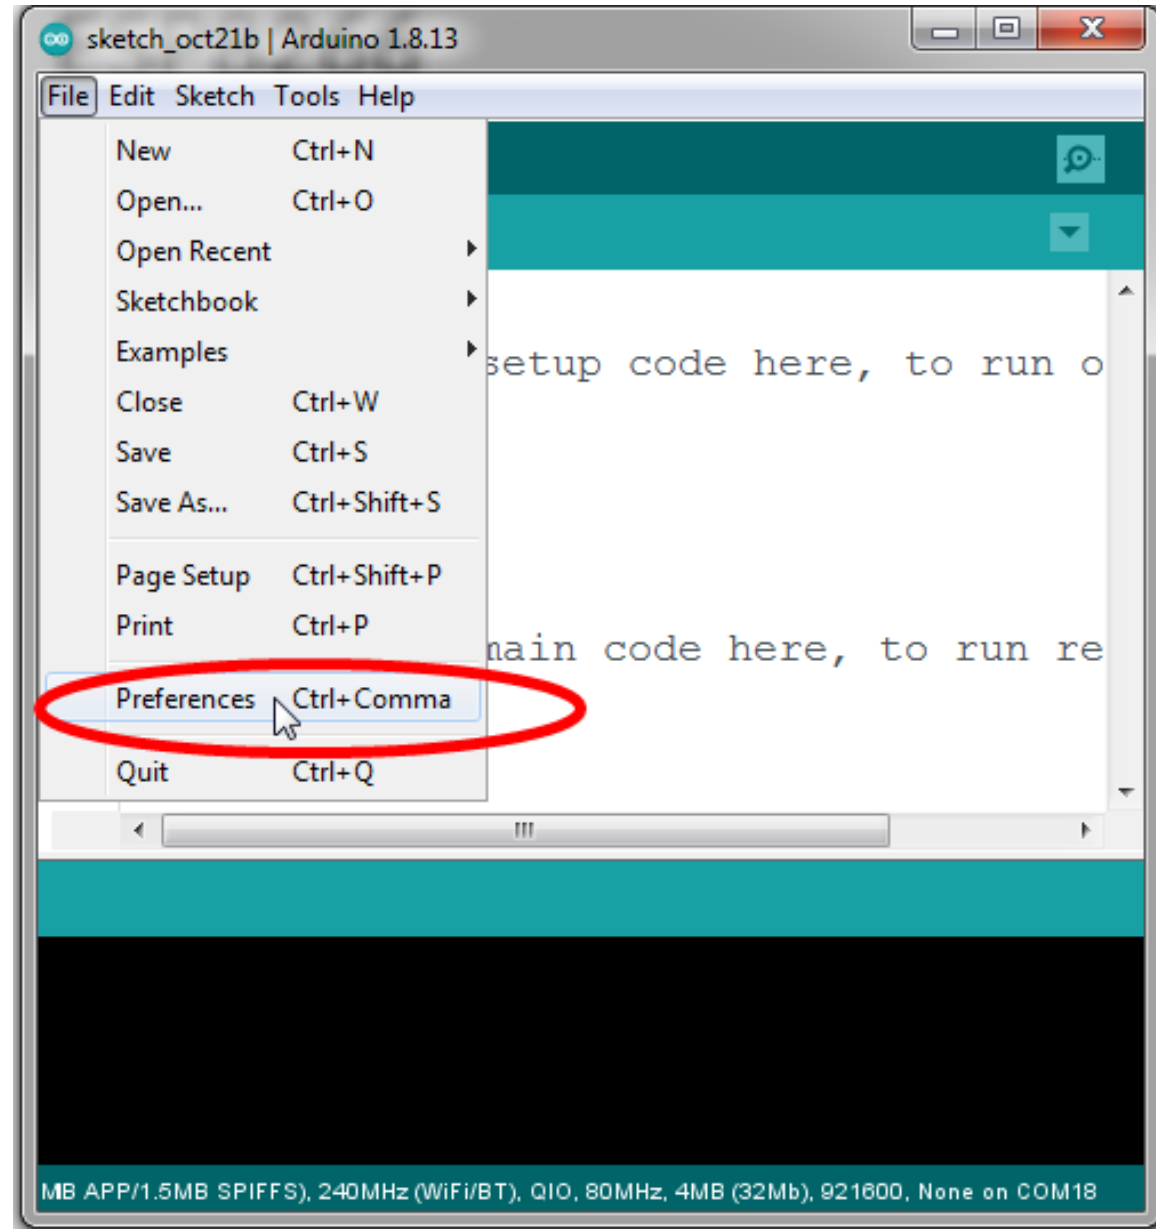 sketch_oct21b | Arduino 1.8.13
File Edit Sketch Tools Help
New Ctrl+N
Open... Ctrl+O
Open Recent
Sketchbook
Examples
setup code here, to run o
Close Ctrl+W
Save Ctrl+S
Save As... Ctrl+Shift+S
Page Setup Ctrl+Shift+P
Print Ctrl+P
main code here, to run re
Preferences Ctrl+Comma
Quit Ctrl+Q
MB APP/1.5MB SPIFFS), 240MHz (WiFi/BT), QIO, 80MHz, 4MB (32Mb), 921600, None on COM18